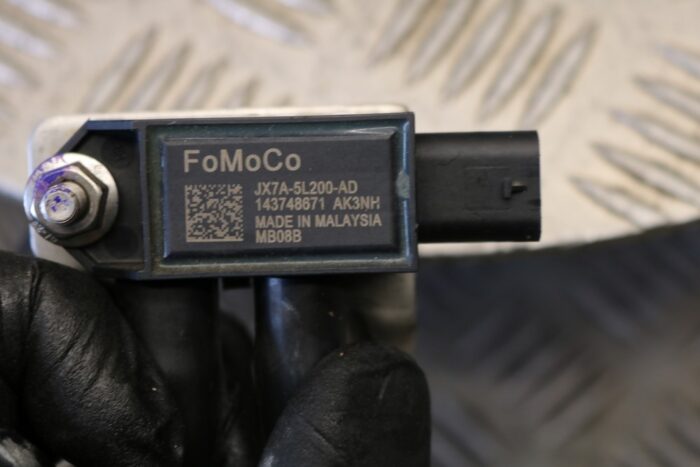 FoMoCo
JX7A-5L200-AD
143748671 AK3NH
MADE IN MALAYSIA
MB08B